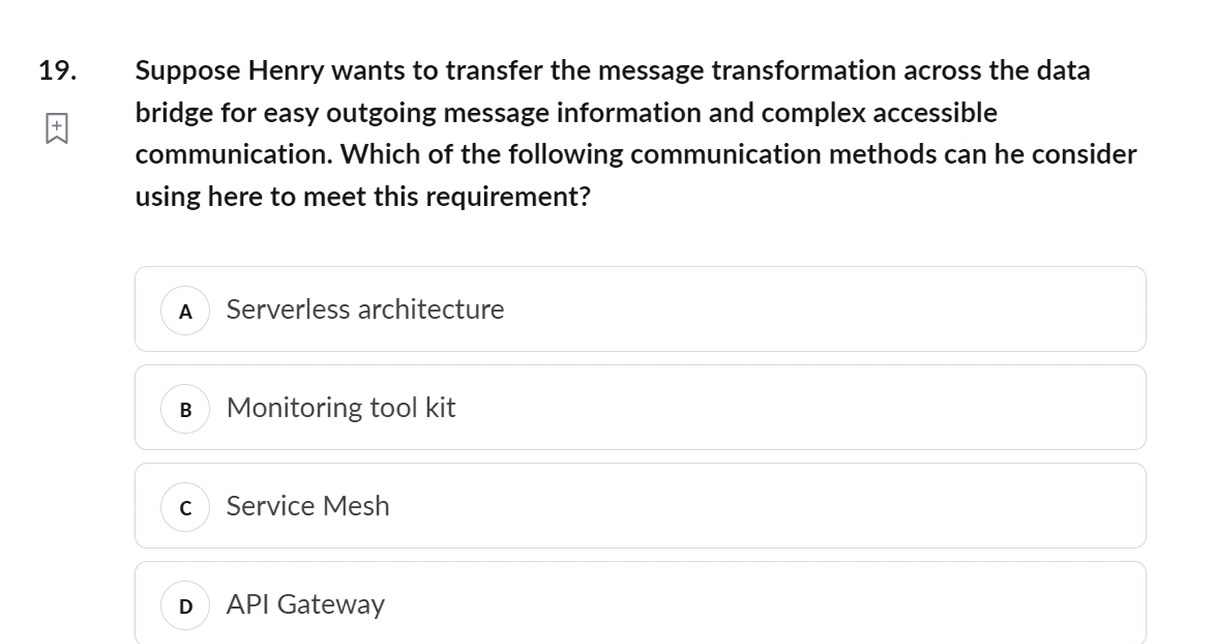 19.
Suppose Henry wants to transfer the message transformation across the data
bridge for easy outgoing message information and complex accessible
communication. Which of the following communication methods can he consider
using here to meet this requirement?
A Serverless architecture
B Monitoring tool kit
C Service Mesh
D API Gateway